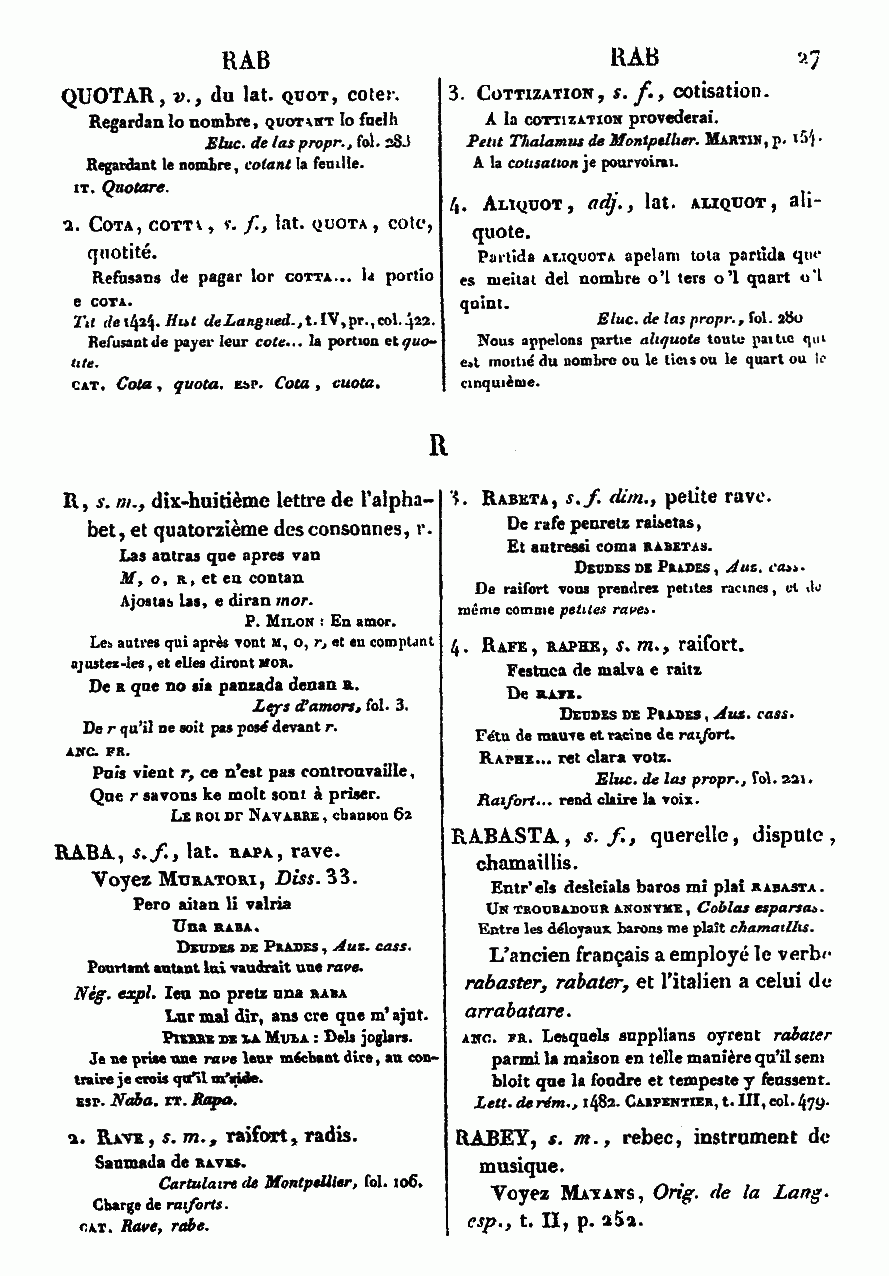 RAB
RAB 27
QUOTAR, v., du lat. QUOT, coter.
Regardan lo nombre, QUOTANT lo fuelh
Eluc. de las propr., fol. 283
Regardant le nombre, cotant la feuille.
IT. Quotare.
2. COTA, COTTA, s. f., lat. QUOTA, cote,
quotité.
Refusans de pagar lor COTTA... la portio
e COTA.
Tit de 1424. Hist de Langued., t. IV, pr., col. 422.
Refusant de payer leur cote... la portion et quo-
tite.
CAT. Cota, quota. ESP. Cota, cuota.
3. COTTIZATION, s. f., cotisation.
A la COTTIZATION provederai.
Petit Thalamus de Montpellier. MARTIN, p. 154.
A la cotisation je pourvoirai.
4. ALIQUOT, adj., lat. ALIQUOT, ali-
quote.
Partida ALIQUOTA apelam tota partida que
es meitat del nombre o'l ters o'l quart o'l
quint.
Eluc. de las propr., fol. 280
Nous appelons partie aliquote toute partie qui
est moitié du nombre ou le tiers ou le quart ou le
cinquième.
R
R, s. m., dix-huitième lettre de l'alpha-
bet, et quatorzième des consonnes, r.
Las autras que apres van
M, O, R, et en contan
Ajostas las, e diran mor.
P. MILON : En amor.
Les autres qui après vont M, O, r, et en comptant
ajustez-les, et elles diront MOR.
De R que no sia pauzada denan R.
Leys d'amors, fol. 3.
De r qu'il ne soit pas posé devant r.
ANC. FR.
Puis vient r, ce n'est pas controuvaille,
Que r savons ke molt sont à priser.
LE ROI DE NAVARRE, chanson 62
RABA, s. f., lat. RAPA, rave.
Voyez MURATORI, Diss. 33.
Pero aitan li valria
Una RABA.
DEUDES DE PRADES, Aus. cass.
Pourtant autant lui vaudrait une rave.
Nég. expl. Ieu no pretz una RABA
Lur mal dir, ans cre que m'ajut.
PIERRE DE LA MULA : Dels joglars.
Je ne prise une rave leur méchant dire, au con-
traire je crois qu'il m'aide.
ESP. Naba. IT. Rapa.
2. RAVE, s. m., raifort, radis.
Saumada de RAVES.
Cartulaire de Montpellier, fol. 106.
Charge de raiforts.
CAT. Rave, rabe.
3. RABETA, s. f. dim., petite rave.
De rafe penretz raisetas,
Et autressi coma RABETAS.
DEUDES DE PRADES, Aus. cass.
De raifort vous prendrez petites racines, et de
même comme petites raves.
4. RAFE, RAPHE, s. m., raifort.
Festuca de malva e raitz
De RAFE.
DEUDES DE PRADES, Aus. cass.
Fétu de mauve et racine de raifort.
RAPHE... ret clara votz.
Eluc. de las propr., fol. 221.
Raifort... rend claire la voix.
RABASTA, s. f., querelle, dispute,
chamaillis.
Entr'els desleials baros mi plai RABASTA.
UN TROUBADOUR ANONYME, Coblas esparsas.
Entre les déloyaux barons me plaît chamaillis.
L'ancien français a employé le verbe
rabaster, rabater, et l'italien a celui de
arrabatare.
ANC. FR. Lesquels supplians oyrent rabater
parmi la maison en telle manière qu'il sem
bloit que la foudre et tempeste y feussent.
Lett. de rém., 1482. CARPENTIER, t. III, col. 479.
RABEY, s. m., rebec, instrument de
musique.
Voyez MAYANS, Orig. de la Lang.
esp., t. II, p. 252.